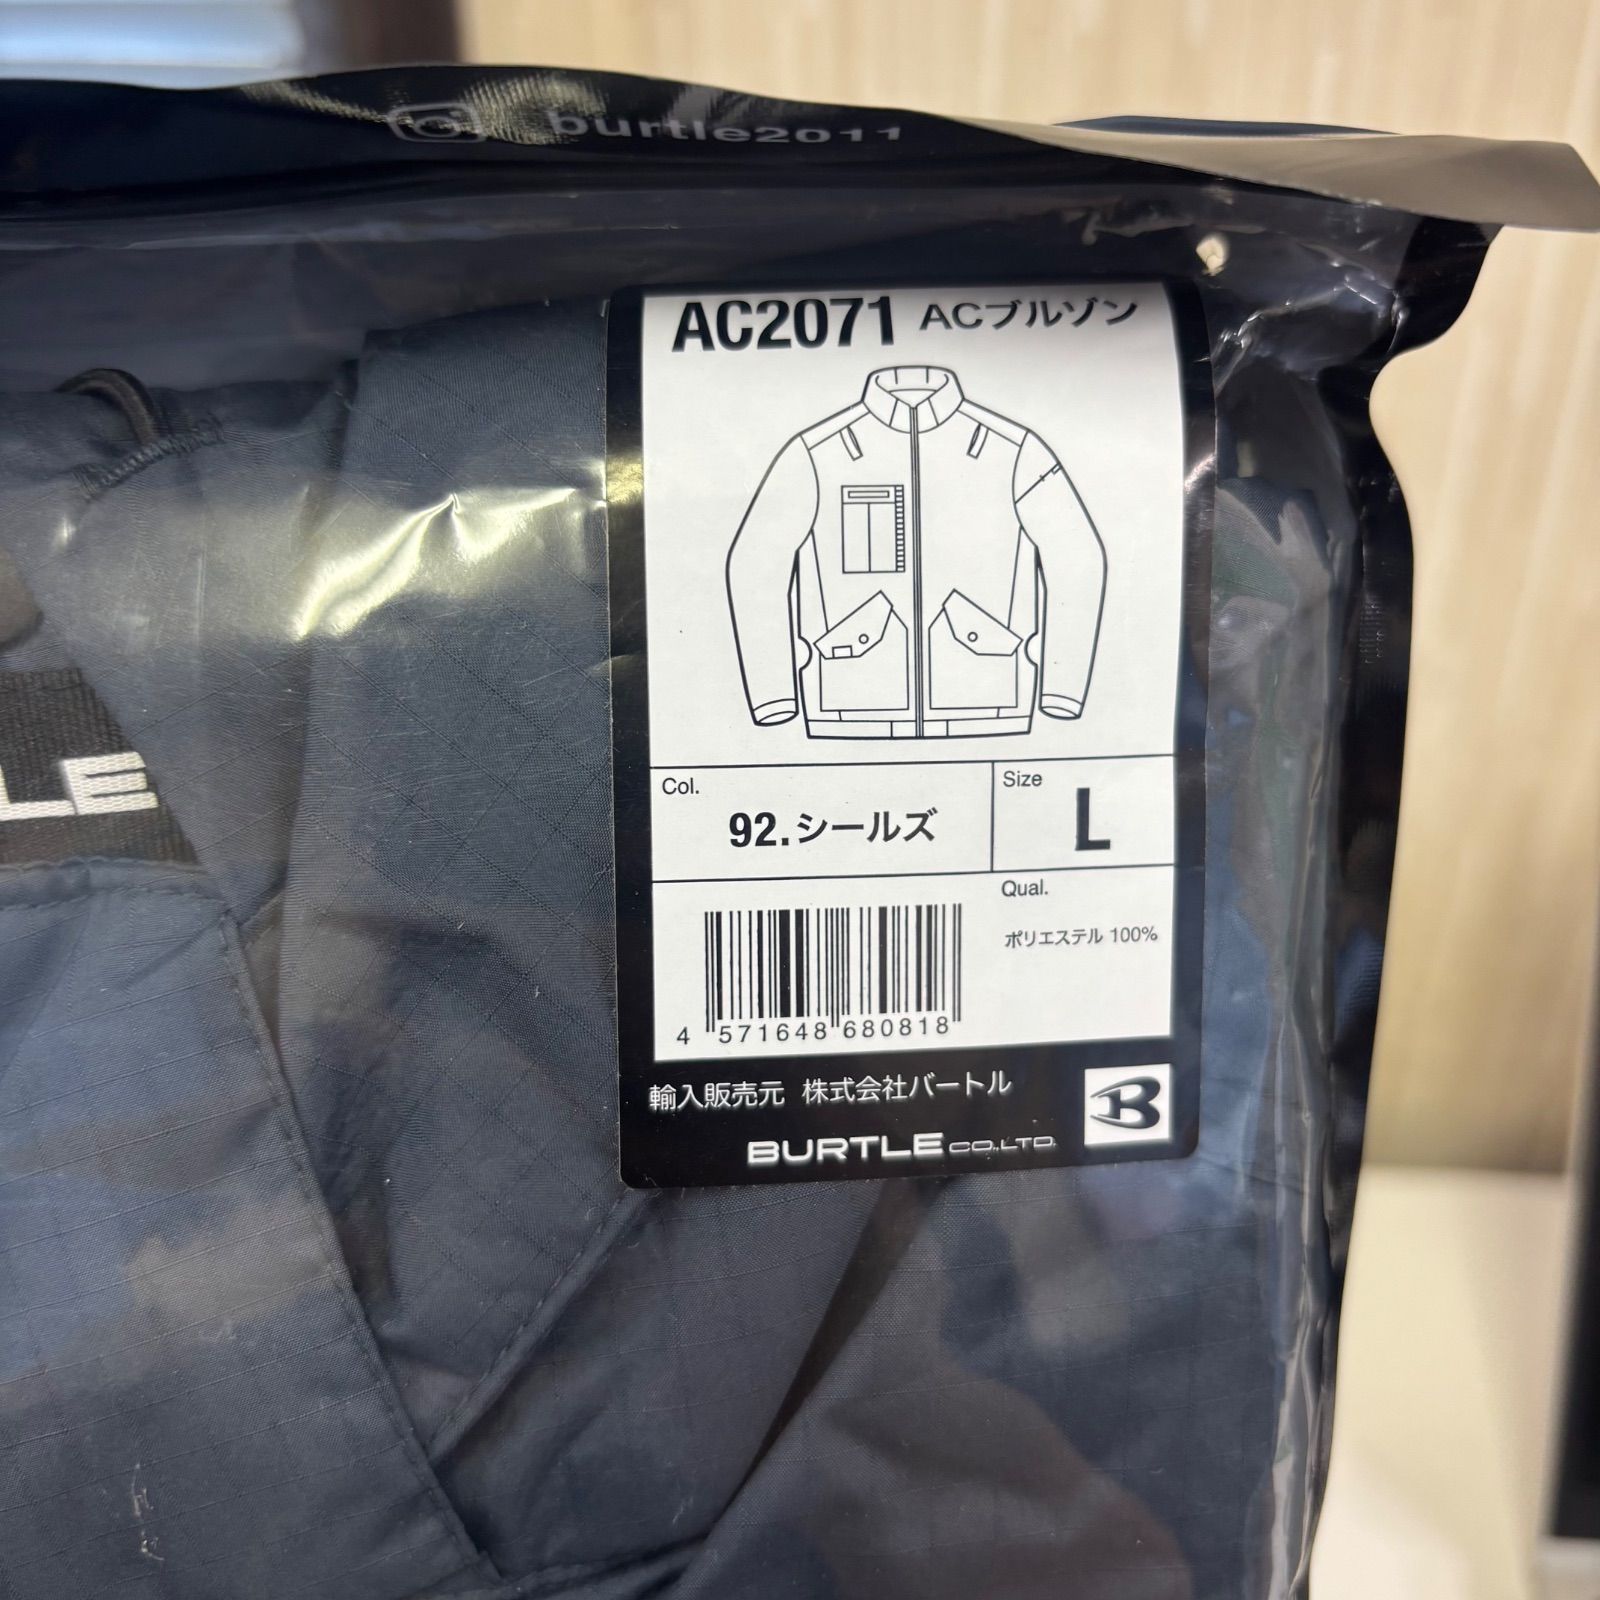 burtle2011
AC2071 ACブルゾン
Col.
92.シールズ
Size
L
Qual.
ポリエステル 100%
4 571648 680818
輸入販売元 株式会社バートル
BURTLE CO.,LTD.
TLE